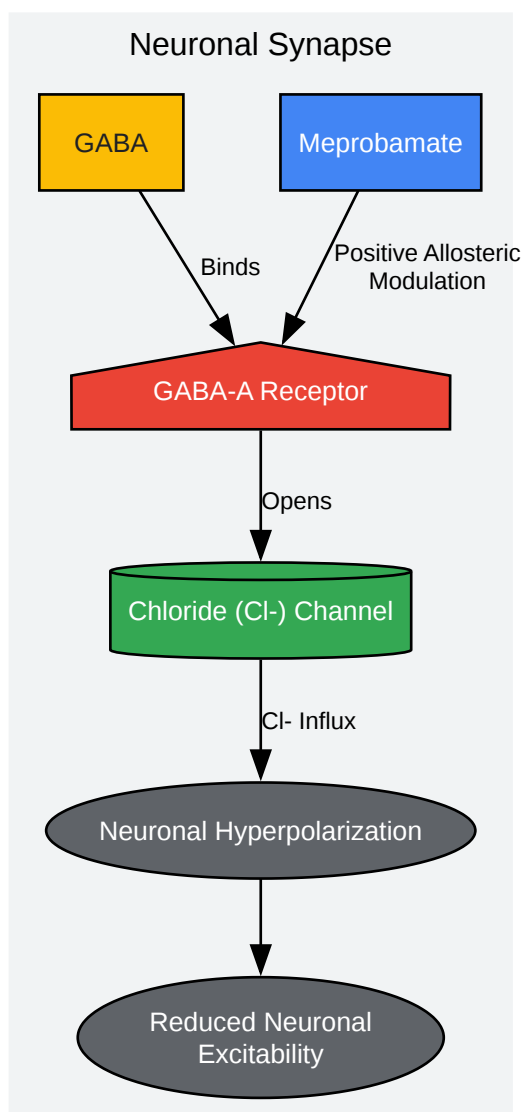 Neuronal Synapse
GABA
Meprobamate
Binds
Positive Allosteric
Modulation
GABA-A Receptor
Opens
Chloride (Cl-) Channel
Cl- Influx
Neuronal Hyperpolarization
Reduced Neuronal
Excitability